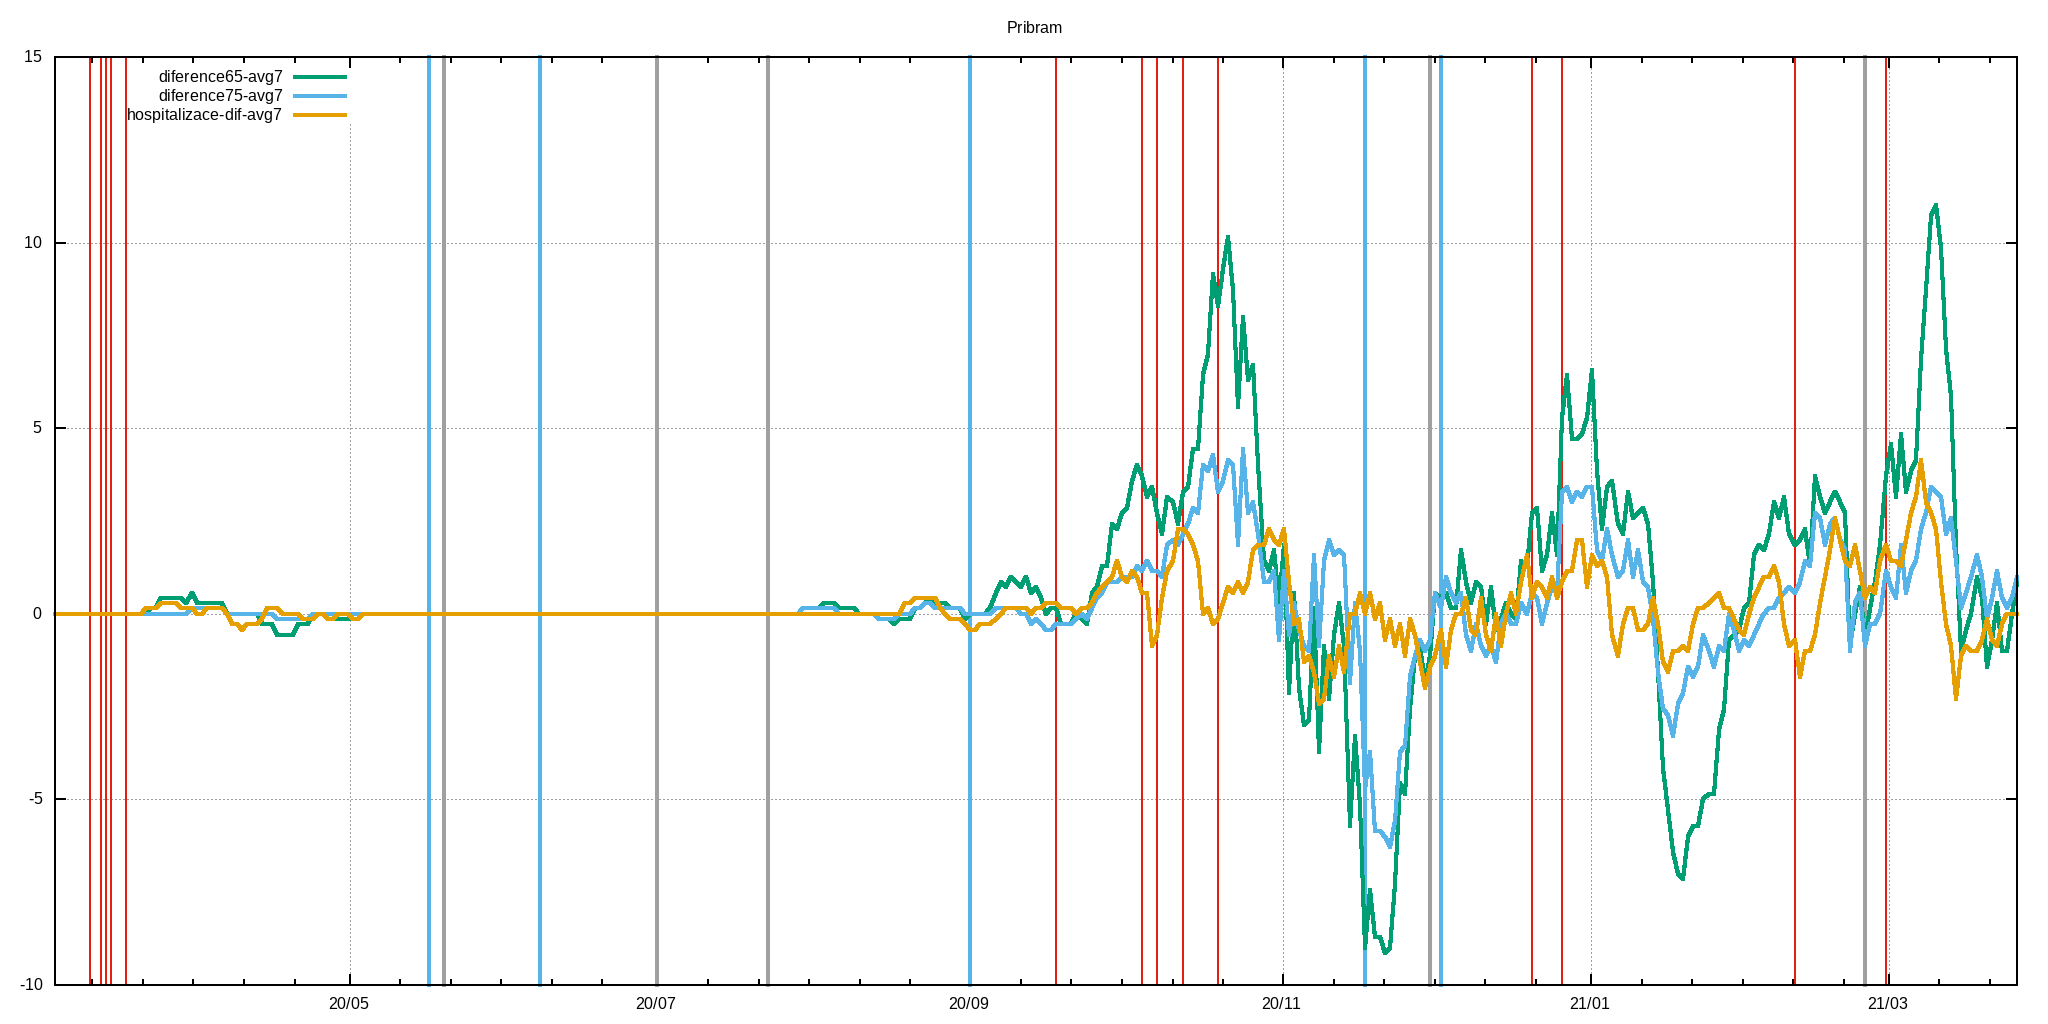 Pribram
15
diference65-avg7
diference75-avg7
hospitalizace-dif-avg7
10
5
0
-5
-10
20/05 20/07 20/09 20/11 21/01 21/03